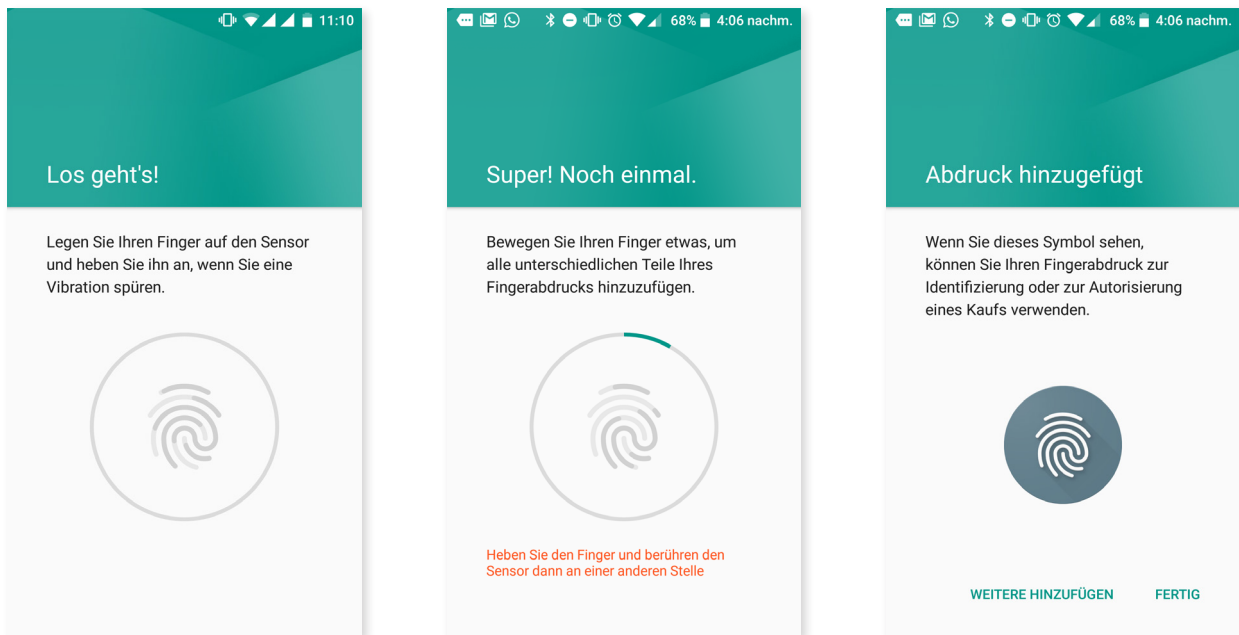 11:10
Los geht's!
Legen Sie Ihren Finger auf den Sensor
und heben Sie ihn an, wenn Sie eine
Vibration spüren.
68% 4:06 nachm.
Super! Noch einmal.
Bewegen Sie Ihren Finger etwas, um
alle unterschiedlichen Teile Ihres
Fingerabdrucks hinzuzufügen.
Heben Sie den Finger und berühren den
Sensor dann an einer anderen Stelle
68% 4:06 nachm.
Abdruck hinzugefügt
Wenn Sie dieses Symbol sehen,
können Sie Ihren Fingerabdruck zur
Identifizierung oder zur Autorisierung
eines Kaufs verwenden.
WEITERE HINZUFÜGEN FERTIG